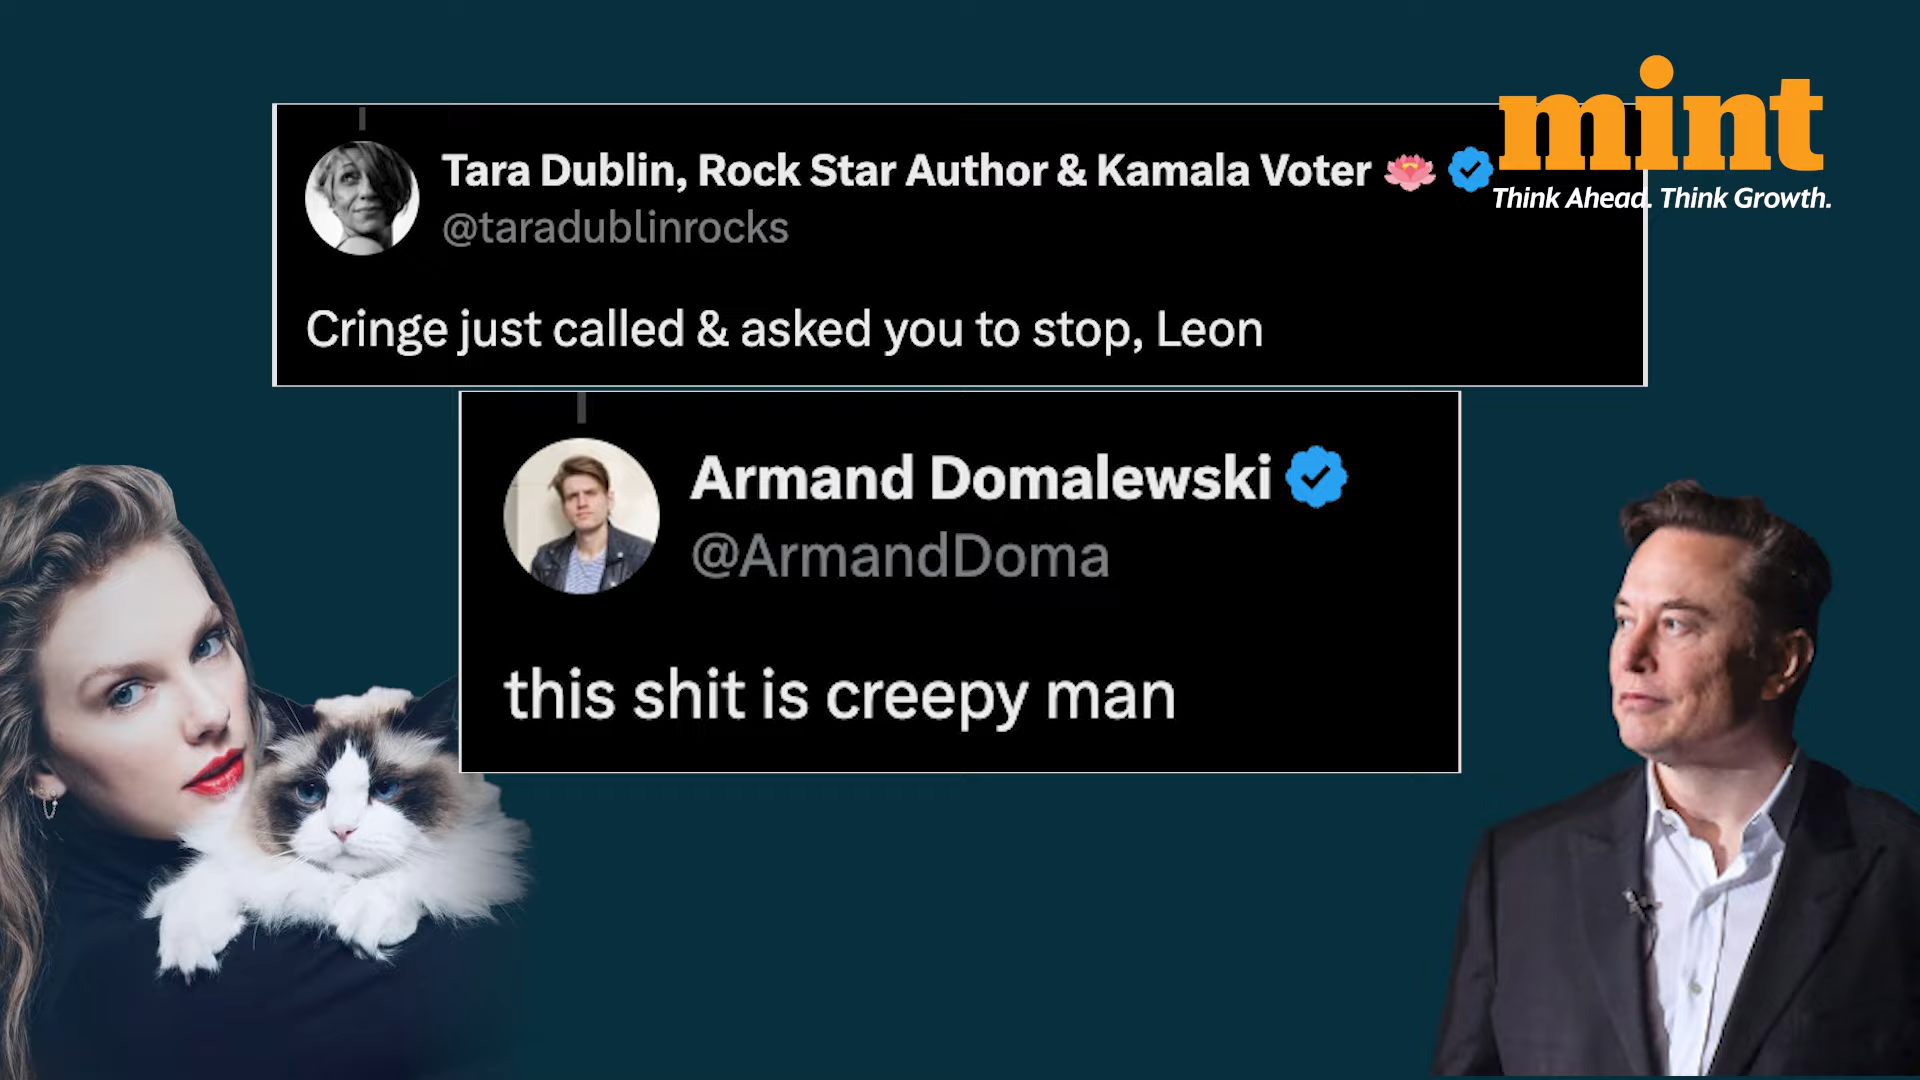 mint
Think Ahead. Think Growth.
Tara Dublin, Rock Star Author & Kamala Voter 🪷
@taradublinrocks
Cringe just called & asked you to stop, Leon
Armand Domalewski
@ArmandDoma
this shit is creepy man